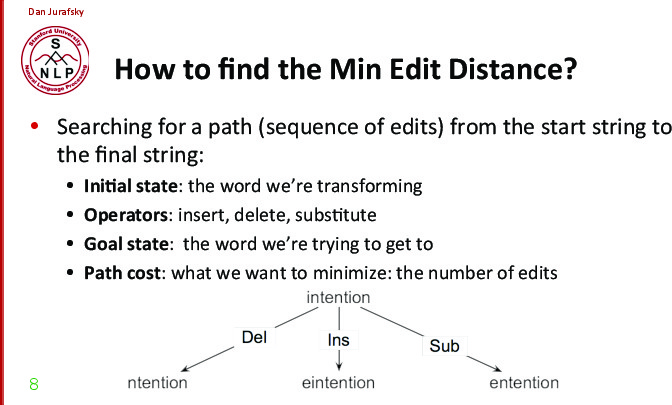 Dan Jurafsky
Stanford University
S
NLP
Natural Language Processing
How to find the Min Edit Distance?
• Searching for a path (sequence of edits) from the start string to
the final string:
• Initial state: the word we're transforming
• Operators: insert, delete, substitute
• Goal state: the word we're trying to get to
• Path cost: what we want to minimize: the number of edits
intention
Del
Ins
Sub
8
ntention
eintention
entention